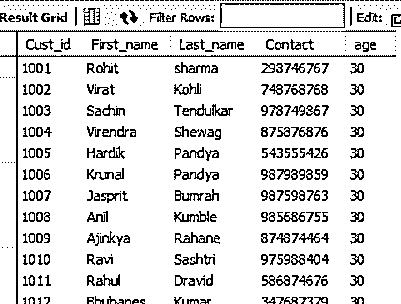 Result Grid Filter Rows: Edit:
Cust_id First_name Last_name Contact age
1001 Rohit sharma 298746767 30
1002 Virat Kohli 748768768 30
1003 Sachin Tendulkar 978749867 30
1004 Virendra Shewag 875876876 30
1005 Hardik Pandya 543555426 30
1006 Krunal Pandya 987989859 30
1007 Jasprit Bumrah 987598763 30
1008 Anil Kumble 985686755 30
1009 Ajinkya Rahane 874874464 30
1010 Ravi Sashtri 975988404 30
1011 Rahul Dravid 586874676 30
1012 Bhubanes Kumar 347687379 30